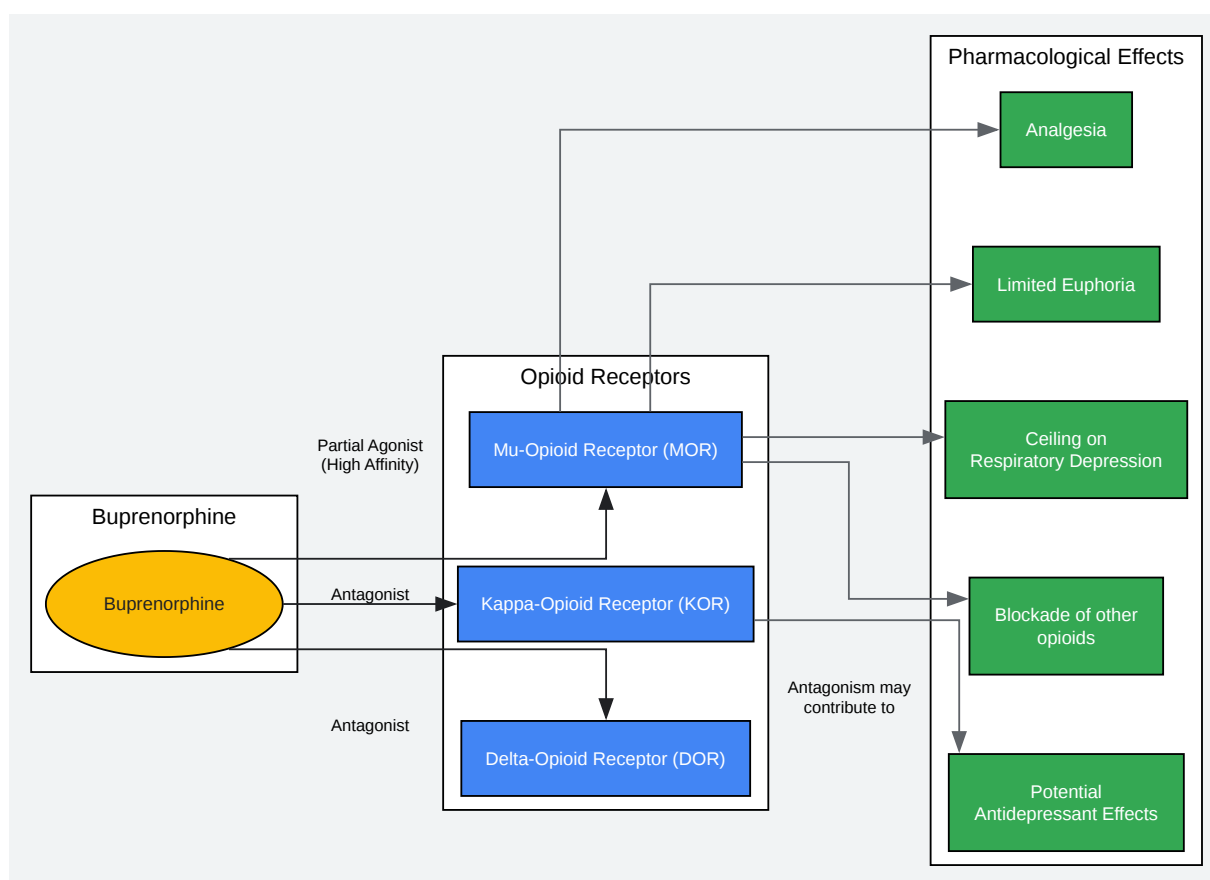 Pharmacological Effects
Analgesia
Limited Euphoria
Opioid Receptors
Partial Agonist
(High Affinity)
Mu-Opioid Receptor (MOR)
Ceiling on
Respiratory Depression
Buprenorphine
Buprenorphine
Antagonist
Kappa-Opioid Receptor (KOR)
Blockade of other
opioids
Antagonism may
contribute to
Antagonist
Delta-Opioid Receptor (DOR)
Potential
Antidepressant Effects